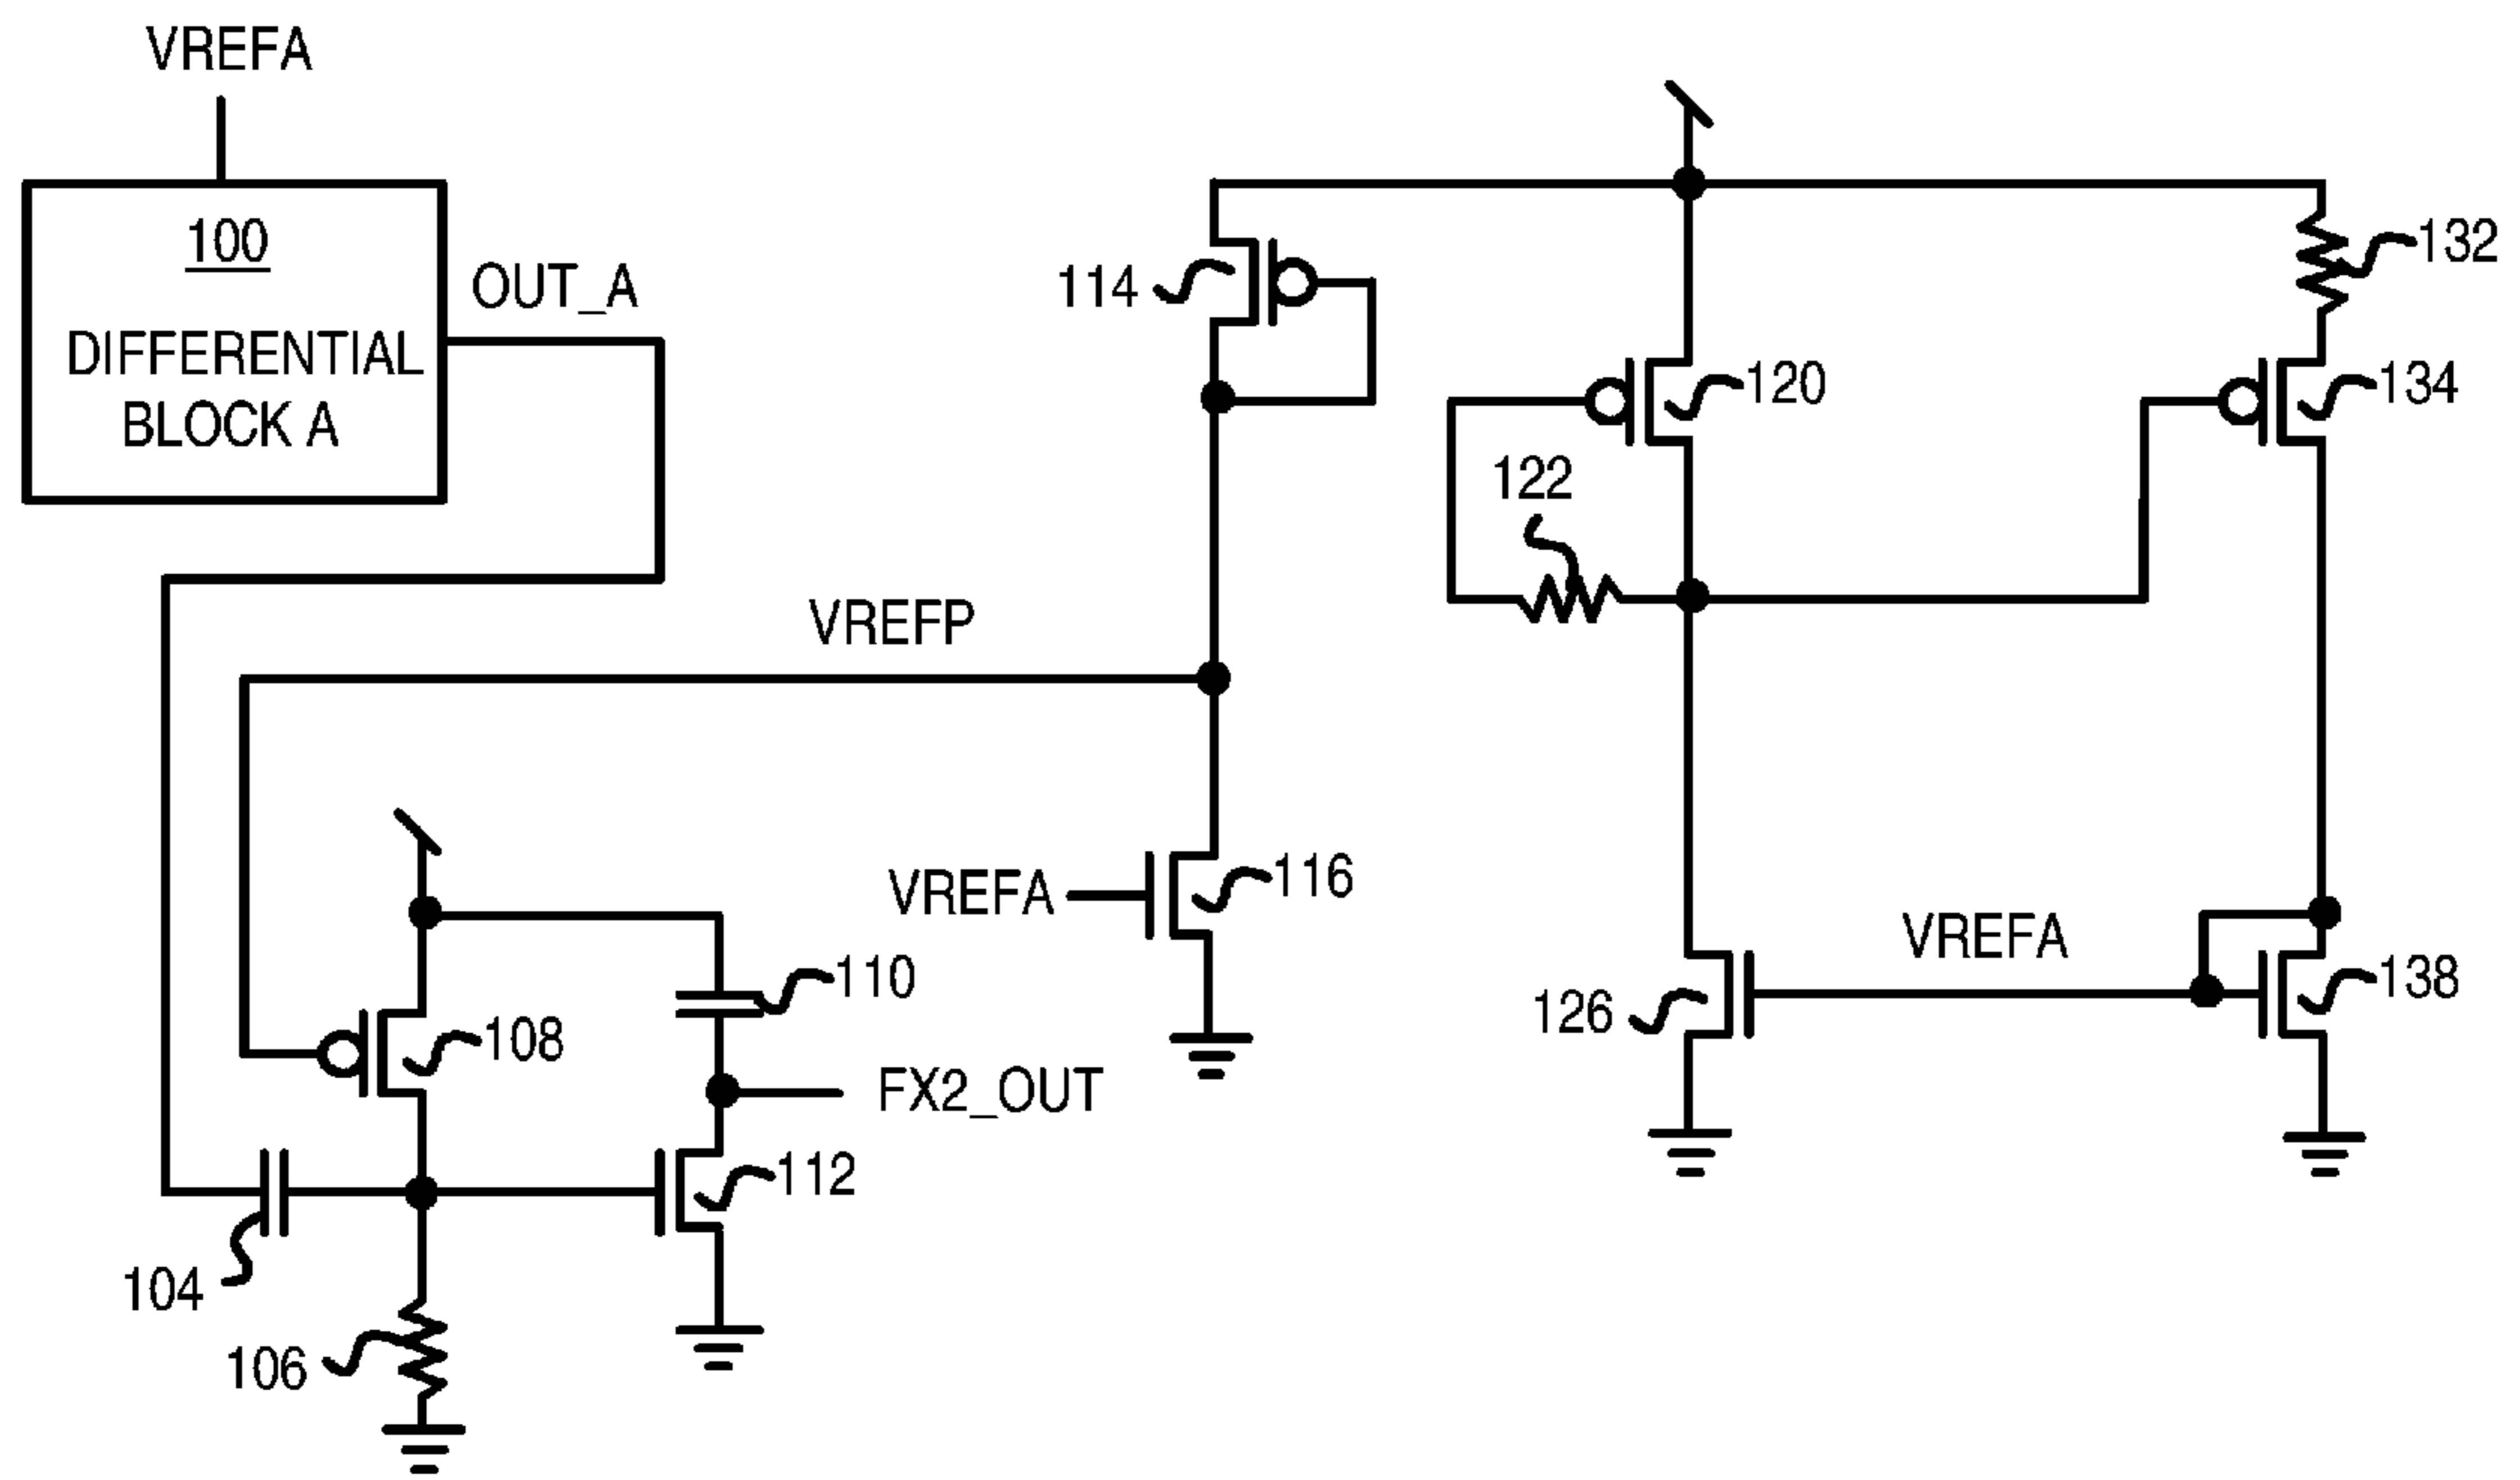 VREFA
100
DIFFERENTIAL
BLOCK A
OUT_A
114
120
132
134
122
VREFP
108
110
FX2_OUT
VREFA
116
112
104
106
126
VREFA
138